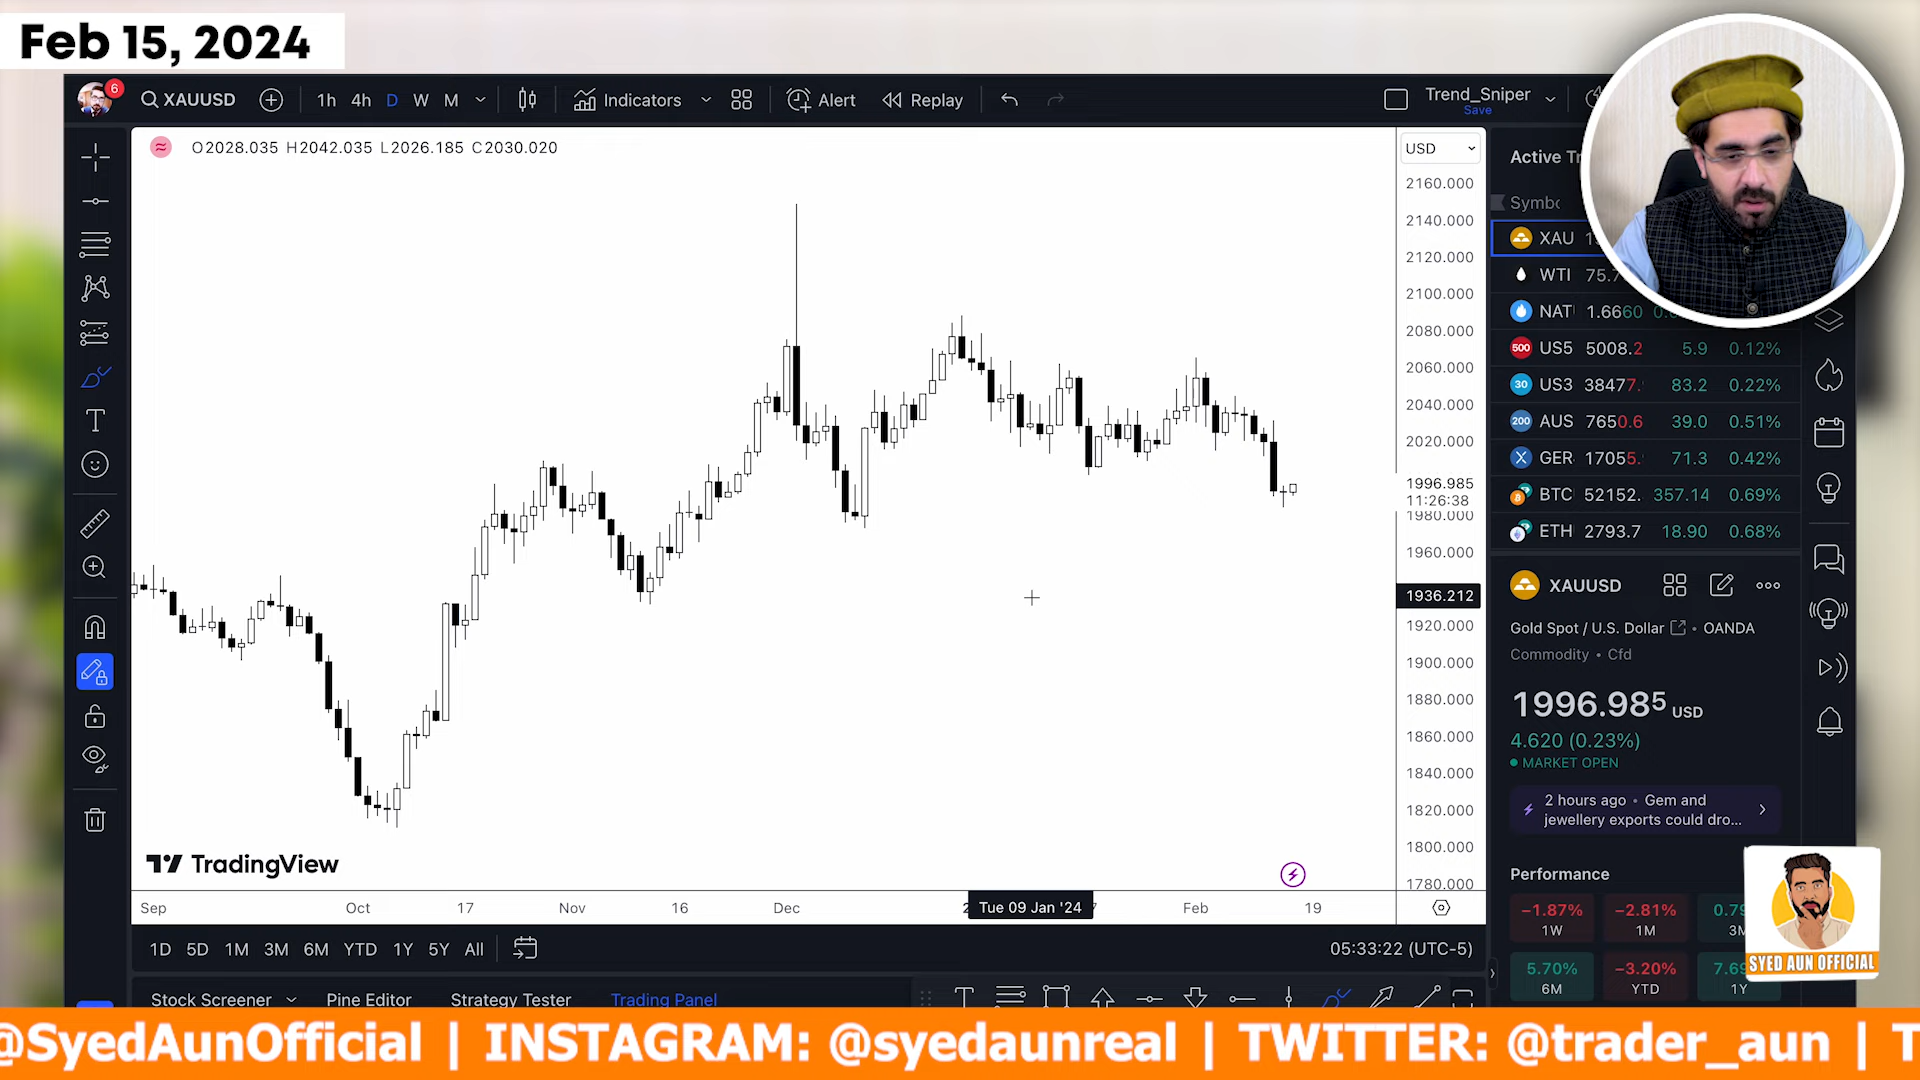 Feb 15, 2024
6
XAUUSD
1h 4h D W M
Indicators
Alert
Replay
Trend_Sniper
Save
O2028.035 H2042.035 L2026.185 C2030.020
USD
2160.000
2140.000
2120.000
2100.000
2080.000
2060.000
2040.000
2020.000
1996.985
11:26:38
1980.000
1960.000
1936.212
1920.000
1900.000
1880.000
1860.000
1840.000
1820.000
1800.000
1780.000
TradingView
Sep Oct 17 Nov 16 Dec Tue 09 Jan '24 Feb 19
1D 5D 1M 3M 6M YTD 1Y 5Y All
05:33:22 (UTC-5)
Stock Screener Pine Editor Strategy Tester Trading Panel
Active
XAU
WTI 75.7
NAT 1.6660
500 US5 5008.2 5.9 0.12%
30 US3 38477. 83.2 0.22%
200 AUS 7650.6 39.0 0.51%
GER 17055. 71.3 0.42%
BTC 52152. 357.14 0.69%
ETH 2793.7 18.90 0.68%
XAUUSD
Gold Spot / U.S. Dollar • OANDA
Commodity • Cfd
1996.985 USD
4.620 (0.23%)
MARKET OPEN
2 hours ago • Gem and
jewellery exports could dro...
Performance
−1.87% −2.81% 0.79
1W 1M 3M
5.70% −3.20% 7.69
6M YTD 1Y
SYED AUN OFFICIAL
@SyedAunOfficial | INSTAGRAM: @syedaunreal | TWITTER: @trader_aun |